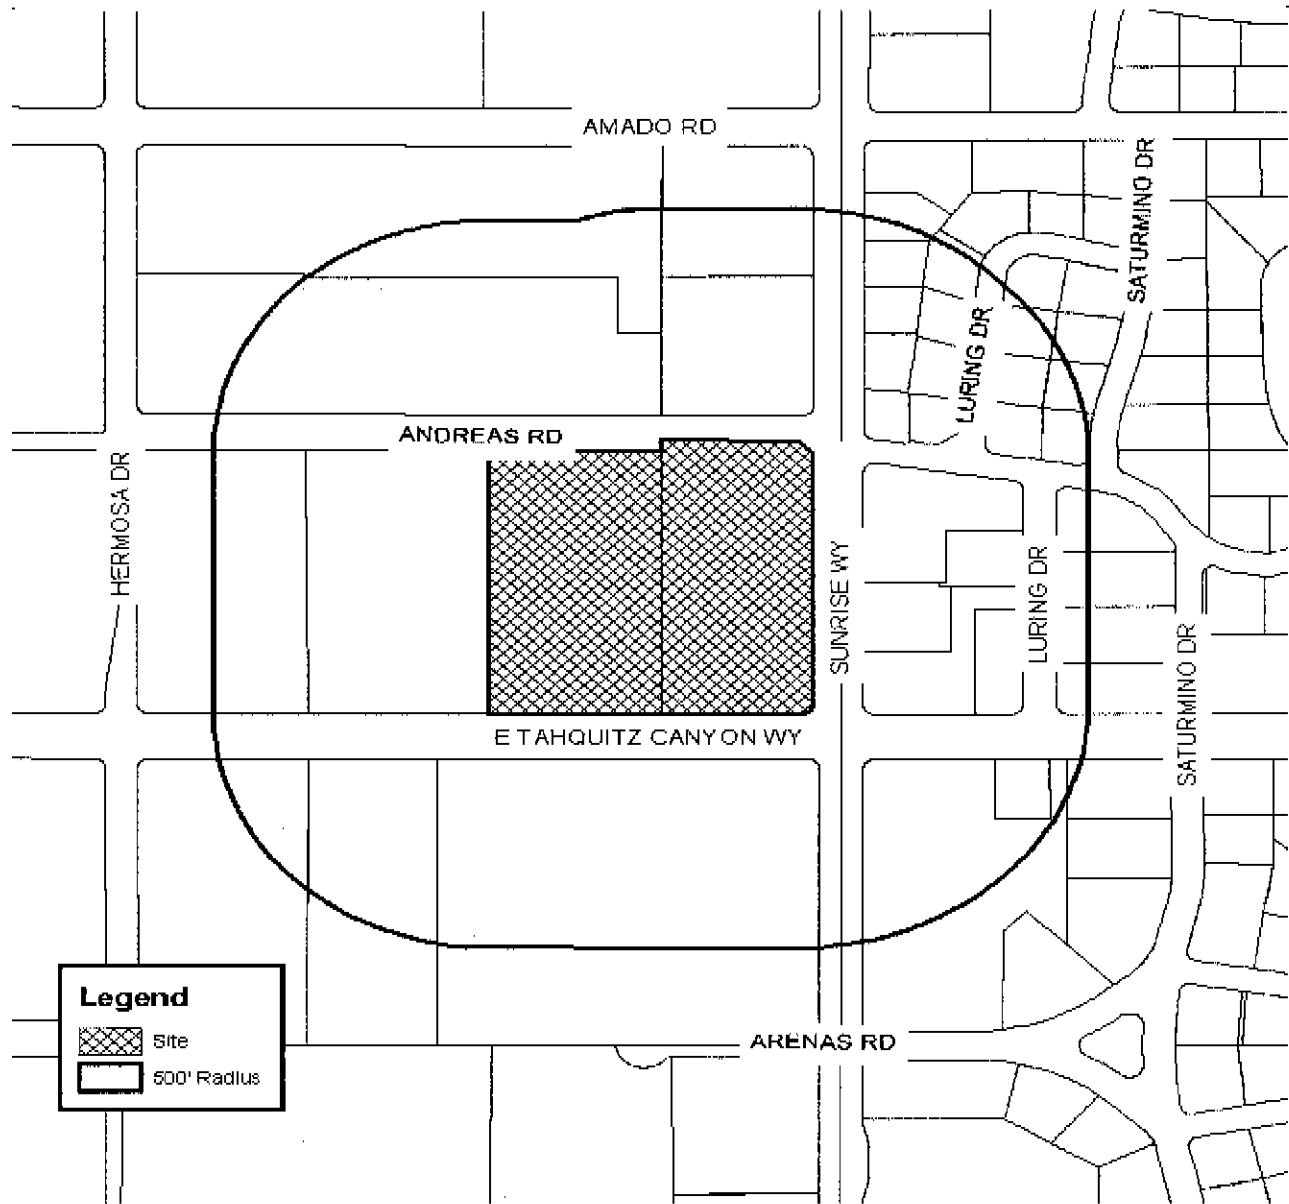 AMADO RD
SATURMINO DR
LURING DR
ANDREAS RD
HERMOSA DR
SUNRISE WY
LURING DR
SATURMINO DR
E TAHQUITZ CANYON WY
Legend
Site
500' Radius
ARENAS RD